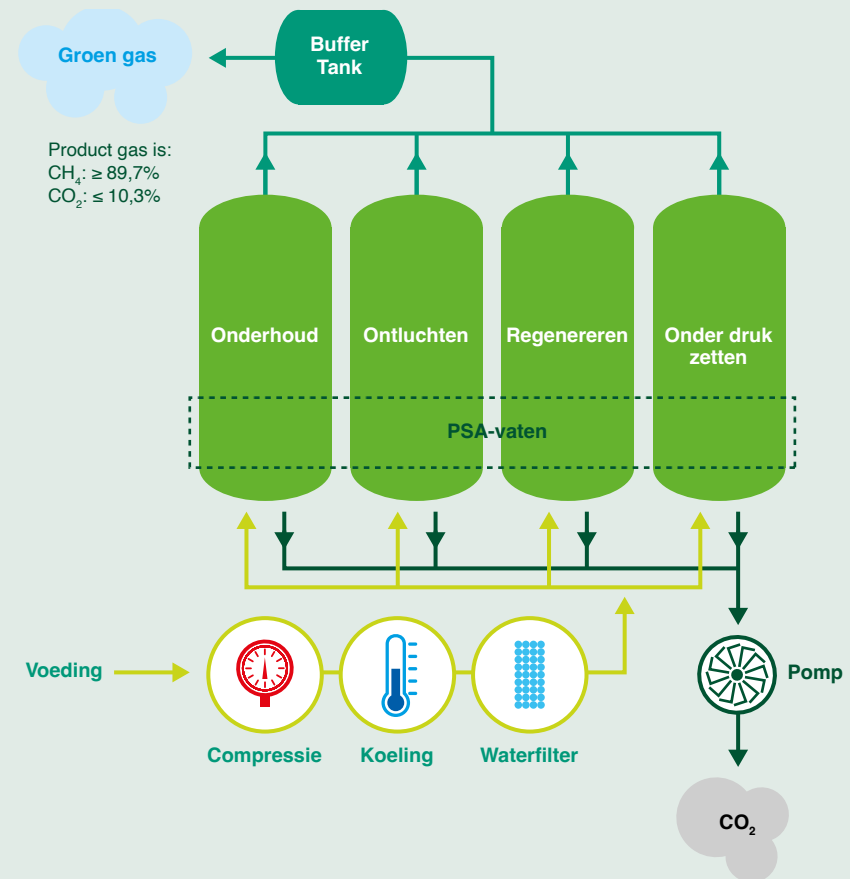 Groen gas
Buffer
Tank
Product gas is:
CH₄: ≥ 89,7%
CO₂: ≤ 10,3%
Onderhoud
Ontluchten
Regenereren
Onder druk
zetten
PSA-vaten
Voeding
Compressie
Koeling
Waterfilter
Pomp
CO₂